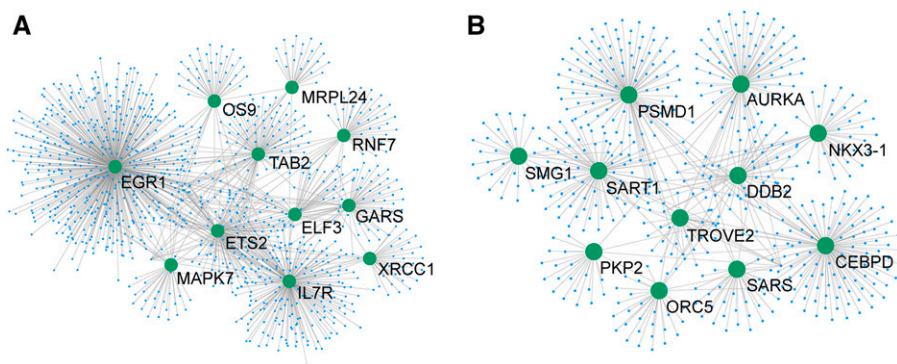 A
OS9
MRPL24
RNF7
TAB2
EGR1
GARS
ELF3
ETS2
XRCC1
MAPK7
IL7R
B
PSMD1
AURKA
NKX3-1
SMG1
SART1
DDB2
TROVE2
PKP2
CEBPD
SARS
ORC5